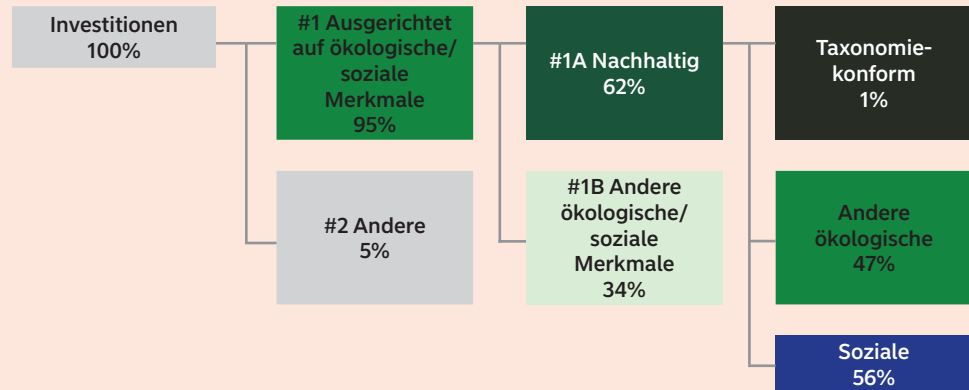 Investitionen
100%
#1 Ausgerichtet
auf ökologische/
soziale
Merkmale
95%
#1A Nachhaltig
62%
Taxonomie-
konform
1%
#2 Andere
5%
#1B Andere
ökologische/
soziale
Merkmale
34%
Andere
ökologische
47%
Soziale
56%